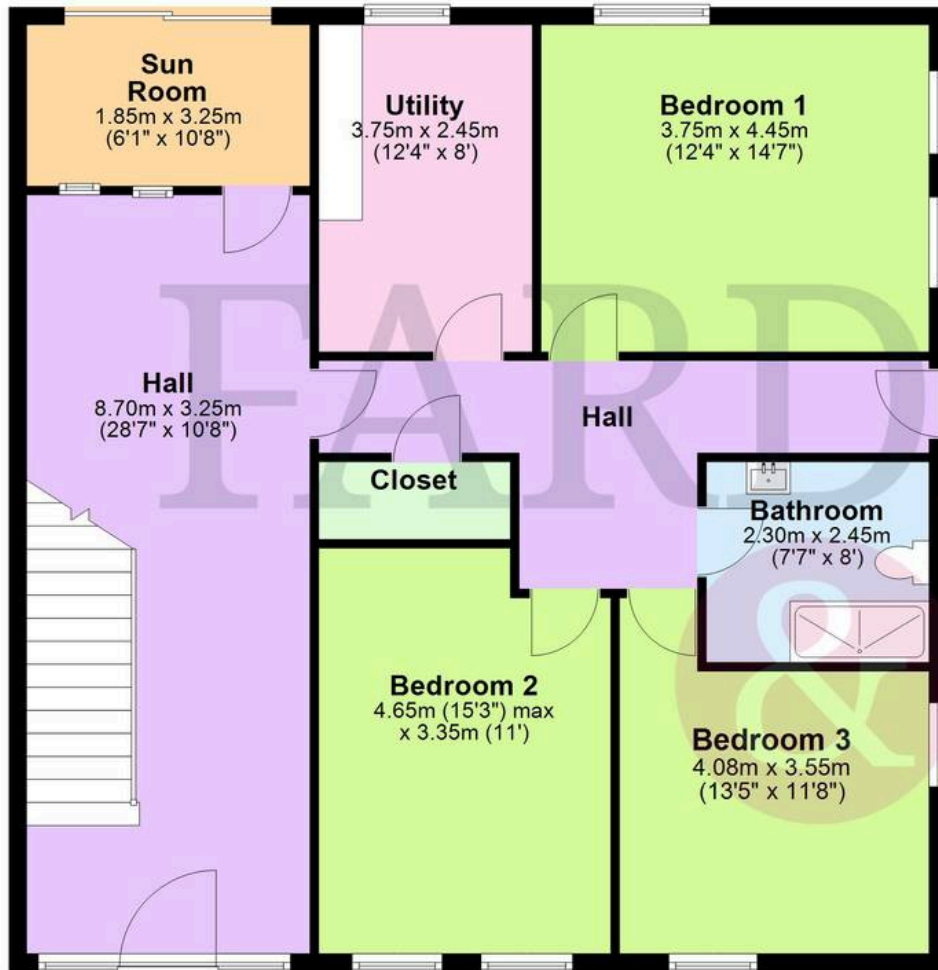 Sun
Room
1.85m x 3.25m
(6'1" x 10'8")
Utility
3.75m x 2.45m
(12'4" x 8')
Bedroom 1
3.75m x 4.45m
(12'4" x 14'7")
Hall
8.70m x 3.25m
(28'7" x 10'8")
Hall
Closet
Bathroom
2.30m x 2.45m
(7'7" x 8')
Bedroom 2
4.65m (15'3") max
x 3.35m (11')
Bedroom 3
4.08m x 3.55m
(13'5" x 11'8")
FARD
&